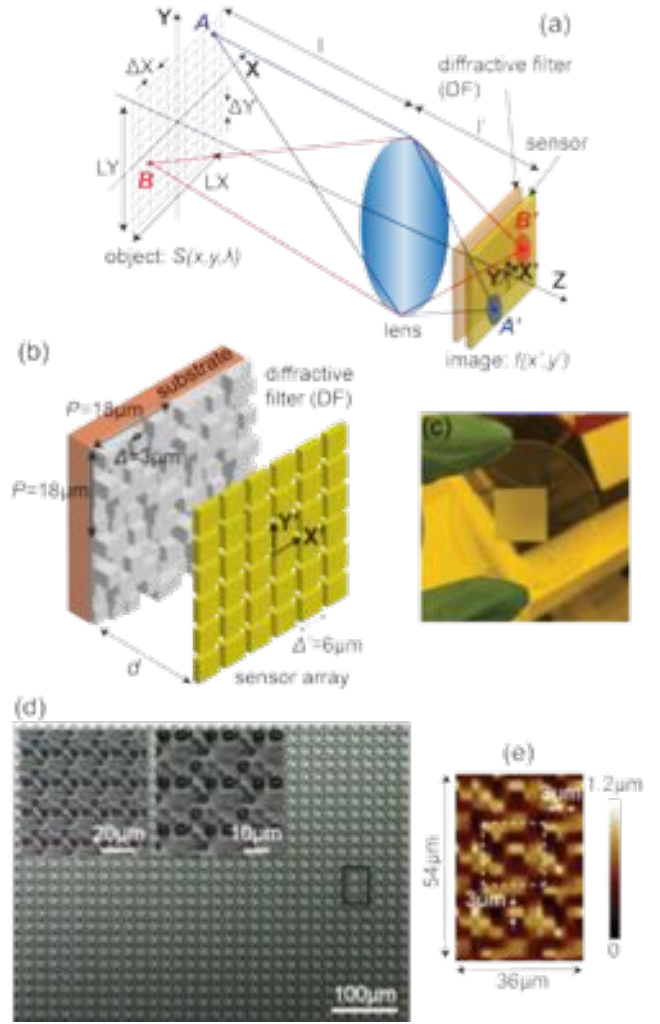 (a)
Y
A
X
ΔX
ΔY
LY
LX
B
l
l'
diffractive filter
(DF)
sensor
B'
Y'
X'
Z
A'
lens
object: S(x,y,λ)
image: I(x',y')
(b)
substrate
diffractive
filter (DF)
P=18μm
Δ=3μm
P=18μm
Y'
X'
d
Δ'=6μm
sensor array
(c)
(d)
20μm
10μm
100μm
(e)
1.2μm
3μm
3μm
54μm
0
36μm